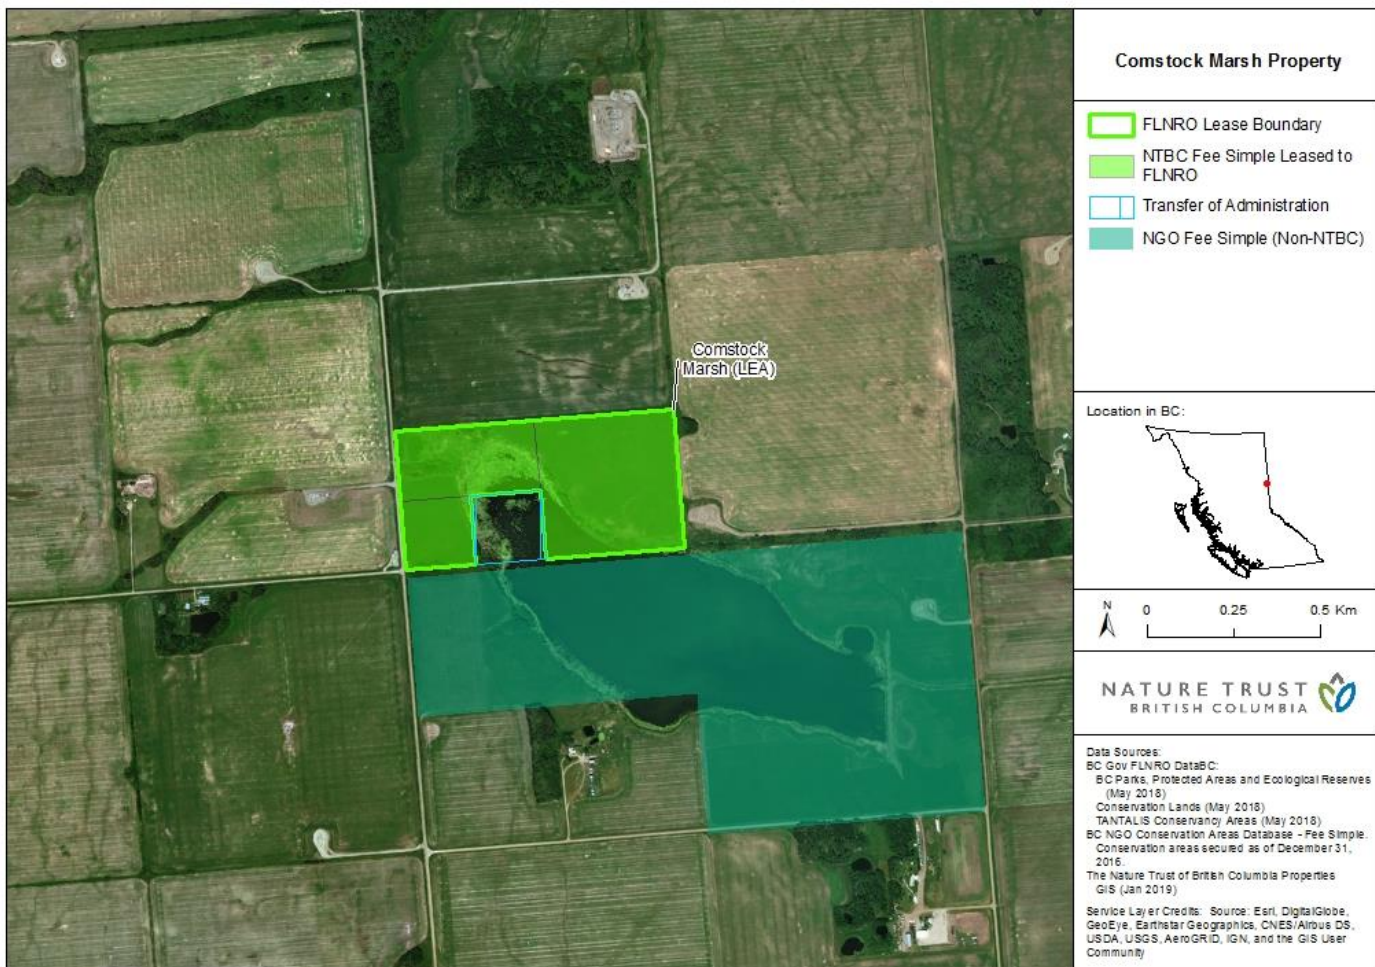 Comstock Marsh Property
FLNRO Lease Boundary
NTBC Fee Simple Leased to
FLNRO
Transfer of Administration
NGO Fee Simple (Non-NTBC)
Comstock
Marsh (LEA)
Location in BC:
N
0 0.25 0.5 Km
NATURE TRUST
BRITISH COLUMBIA
Data Sources:
BC Gov FLNRO DataBC:
BC Parks, Protected Areas and Ecological Reserves
(May 2018)
Conservation Lands (May 2018)
TANTALIS Conservancy Areas (May 2018)
BC NGO Conservation Areas Database - Fee Simple.
Conservation areas secured as of December 31,
2016.
The Nature Trust of British Columbia Properties
GIS (Jan 2019)
Service Layer Credits: Source: Esri, DigitalGlobe,
GeoEye, Earthstar Geographics, CNES/Airbus DS,
USDA, USGS, AeroGRID, IGN, and the GIS User
Community